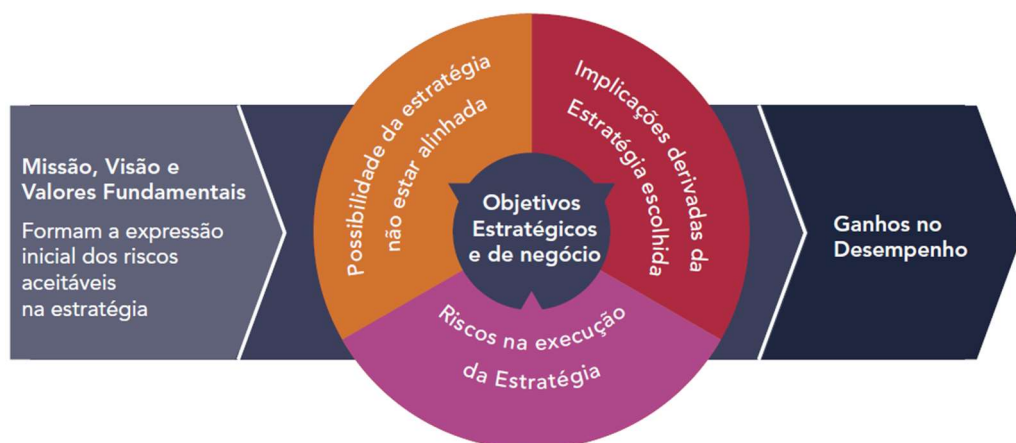 Missão, Visão e
Valores Fundamentais
Formam a expressão
inicial dos riscos
aceitáveis
na estratégia
Possibilidade da estratégia
não estar alinhada
Implicações derivadas da
Estratégia escolhida
Objetivos
Estratégicos
e de negócio
Riscos na execução
da Estratégia
Ganhos no
Desempenho